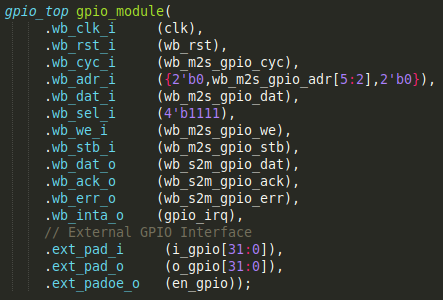 gpio_top gpio_module(
     .wb_clk_i     (clk),
     .wb_rst_i     (wb_rst),
     .wb_cyc_i     (wb_m2s_gpio_cyc),
     .wb_adr_i     ({2'b0,wb_m2s_gpio_adr[5:2],2'b0}),
     .wb_dat_i     (wb_m2s_gpio_dat),
     .wb_sel_i     (4'b1111),
     .wb_we_i      (wb_m2s_gpio_we),
     .wb_stb_i     (wb_m2s_gpio_stb),
     .wb_dat_o     (wb_s2m_gpio_dat),
     .wb_ack_o     (wb_s2m_gpio_ack),
     .wb_err_o     (wb_s2m_gpio_err),
     .wb_inta_o    (gpio_irq),
     // External GPIO Interface
     .ext_pad_i     (i_gpio[31:0]),
     .ext_pad_o     (o_gpio[31:0]),
     .ext_padoe_o   (en_gpio));